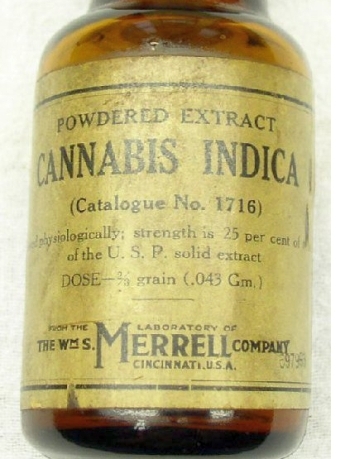 POWDERED EXTRACT
CANNABIS INDICA
(Catalogue No. 1716)
physiologically; strength is 25 per cent of
of the U. S. P. solid extract
DOSE—⅔ grain (.043 Gm.)
FROM THE LABORATORY OF
THE WM S. MERRELL COMPANY
CINCINNATI. U.S.A.